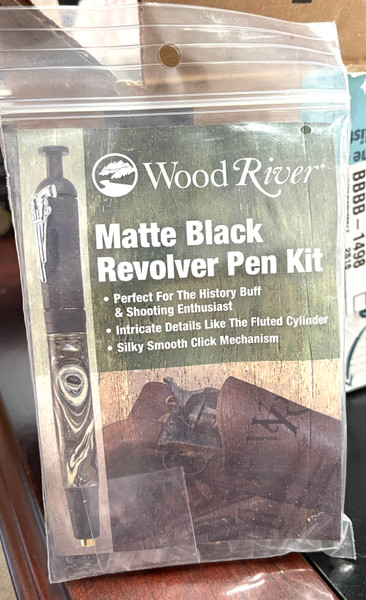 Wood River®
Matte Black
Revolver Pen Kit
• Perfect For The History Buff
& Shooting Enthusiast
• Intricate Details Like The Fluted Cylinder
• Silky Smooth Click Mechanism
BBBB-1498